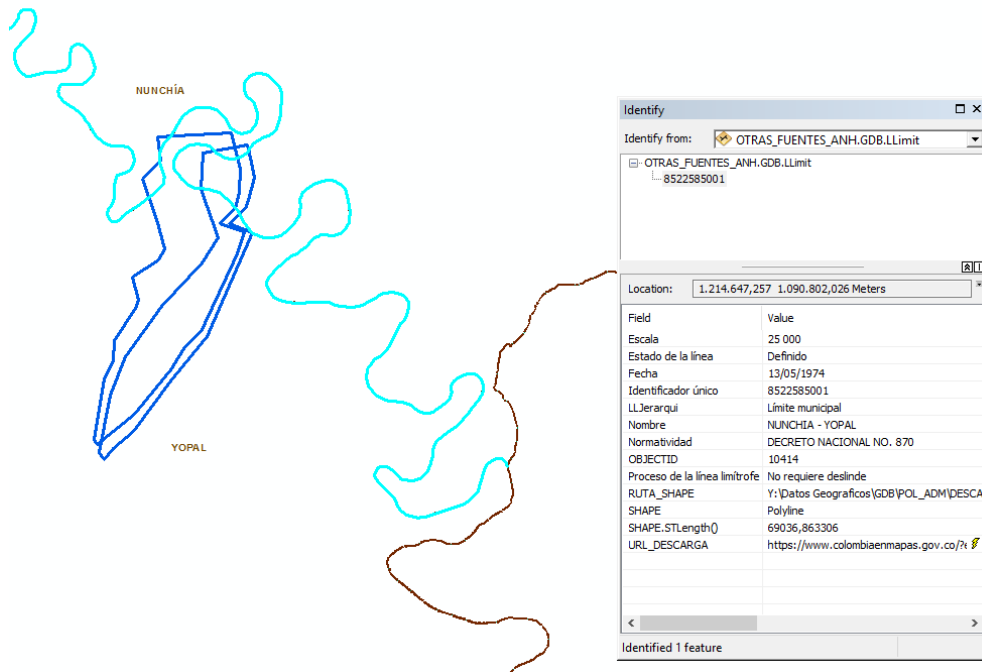 NUNCHÍA
YOPAL
Identify
Identify from: OTRAS_FUENTES_ANH.GDB.LLimit
OTRAS_FUENTES_ANH.GDB.LLimit
8522585001
Location: 1.214.647,257 1.090.802,026 Meters
Field Value
Escala 25 000
Estado de la línea Definido
Fecha 13/05/1974
Identificador único 8522585001
LLJerarqui Límite municipal
Nombre NUNCHIA - YOPAL
Normatividad DECRETO NACIONAL NO. 870
OBJECTID 10414
Proceso de la línea limítrofe No requiere deslinde
RUTA_SHAPE Y:\Datos Geograficos\GDB\POL_ADM\DESCA
SHAPE Polyline
SHAPE.STLength() 69036,863306
URL_DESCARGA https://www.colombiaenmapas.gov.co/?e
Identified 1 feature